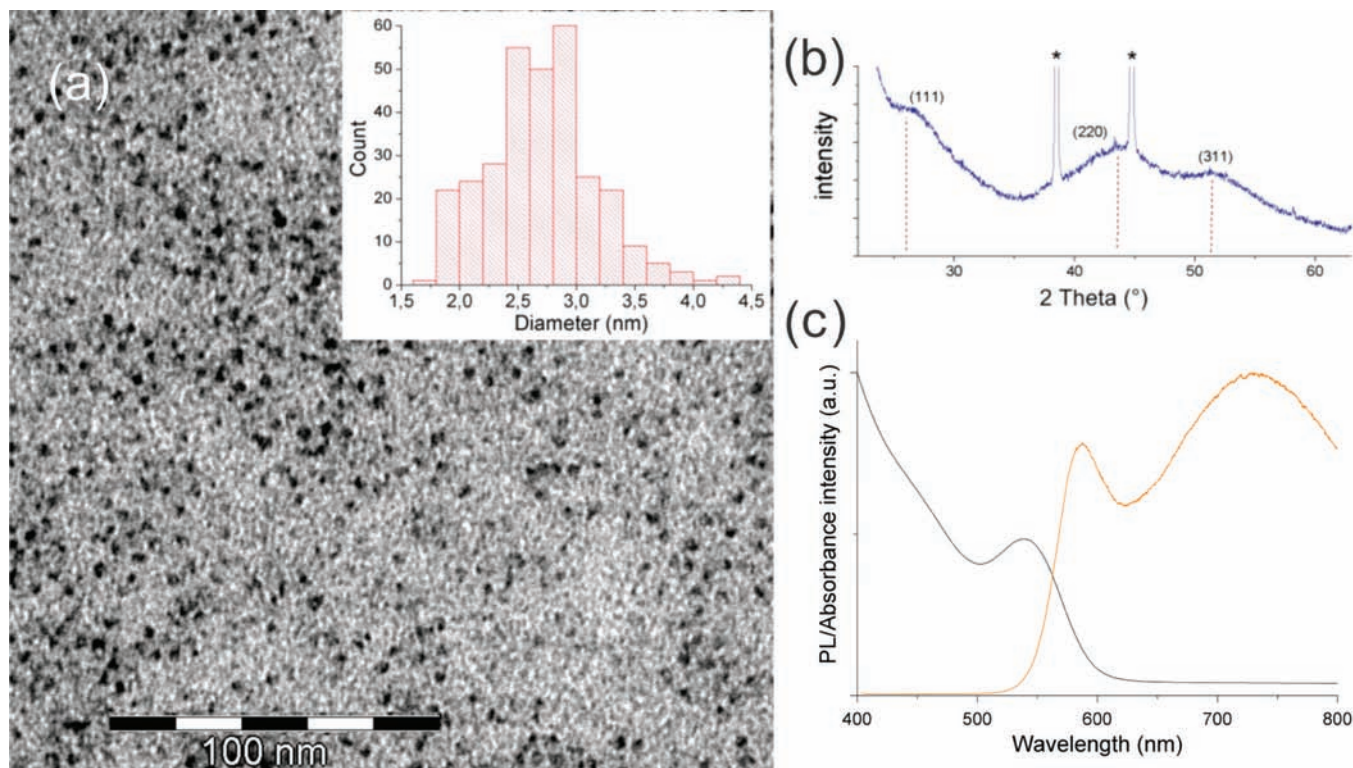 (a)
60
50
40
30
20
10
0
Count
1,5 2,0 2,5 3,0 3,5 4,0 4,5
Diameter (nm)
100 nm
(b)
* *
(111)
(220)
(311)
intensity
30 40 50 60
2 Theta (°)
(c)
PL/Absorbance intensity (a.u.)
400 500 600 700 800
Wavelength (nm)